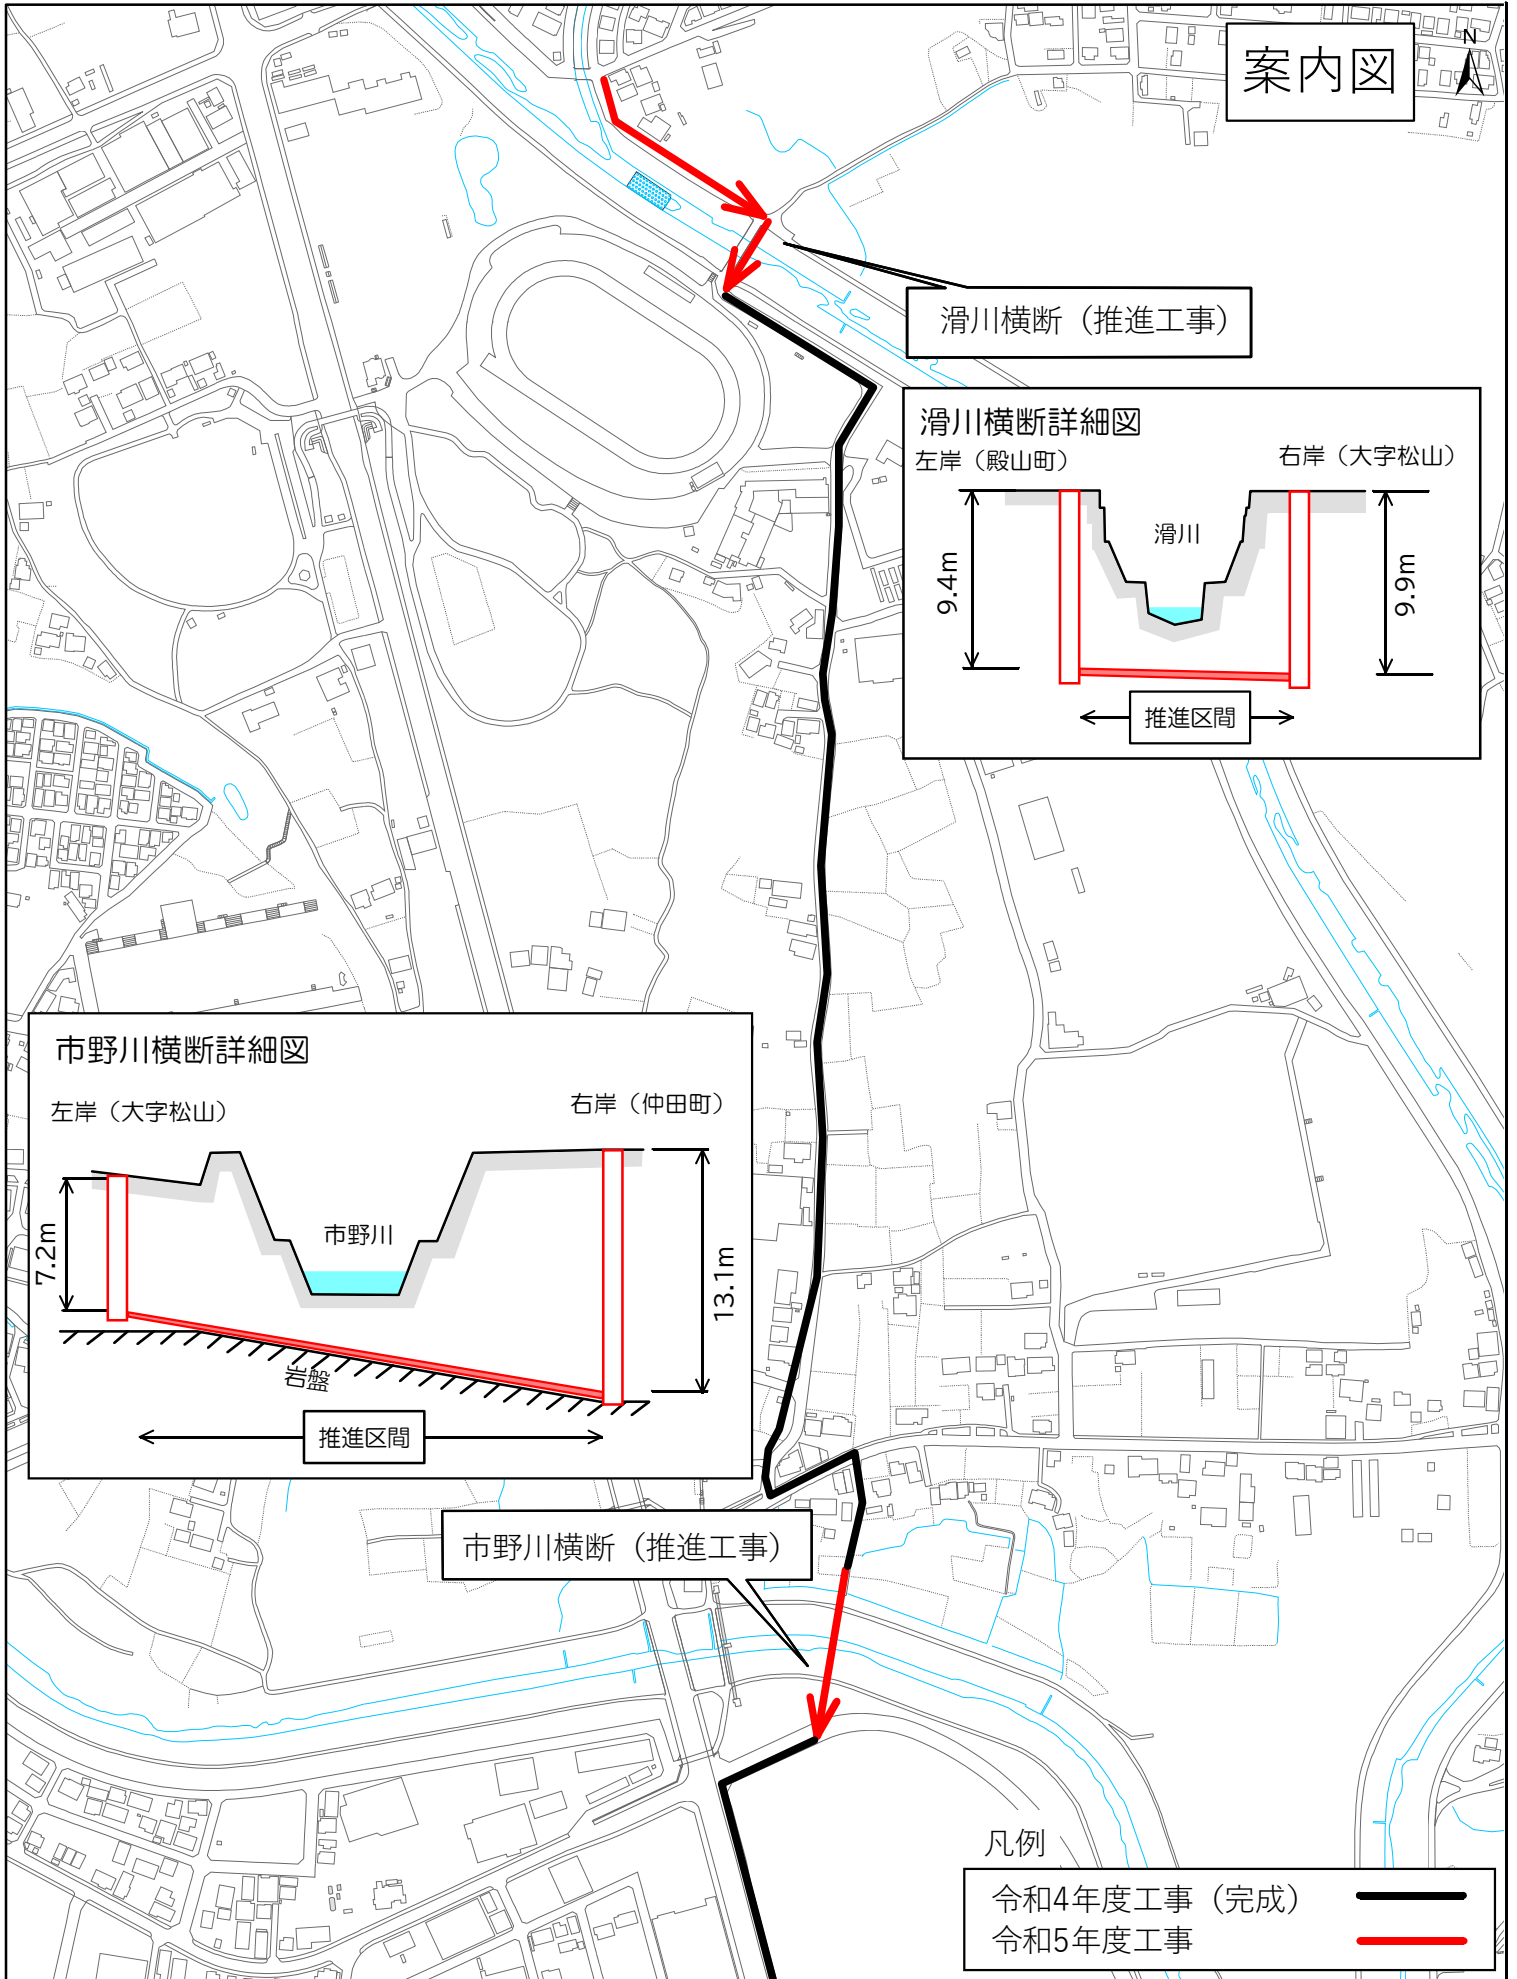 案内図
N
滑川横断（推進工事）
滑川横断詳細図
左岸（殿山町）
右岸（大字松山）
滑川
9.4m
9.9m
推進区間
市野川横断詳細図
左岸（大字松山）
右岸（仲田町）
市野川
7.2m
13.1m
岩盤
推進区間
市野川横断（推進工事）
凡例
令和4年度工事（完成）
令和5年度工事